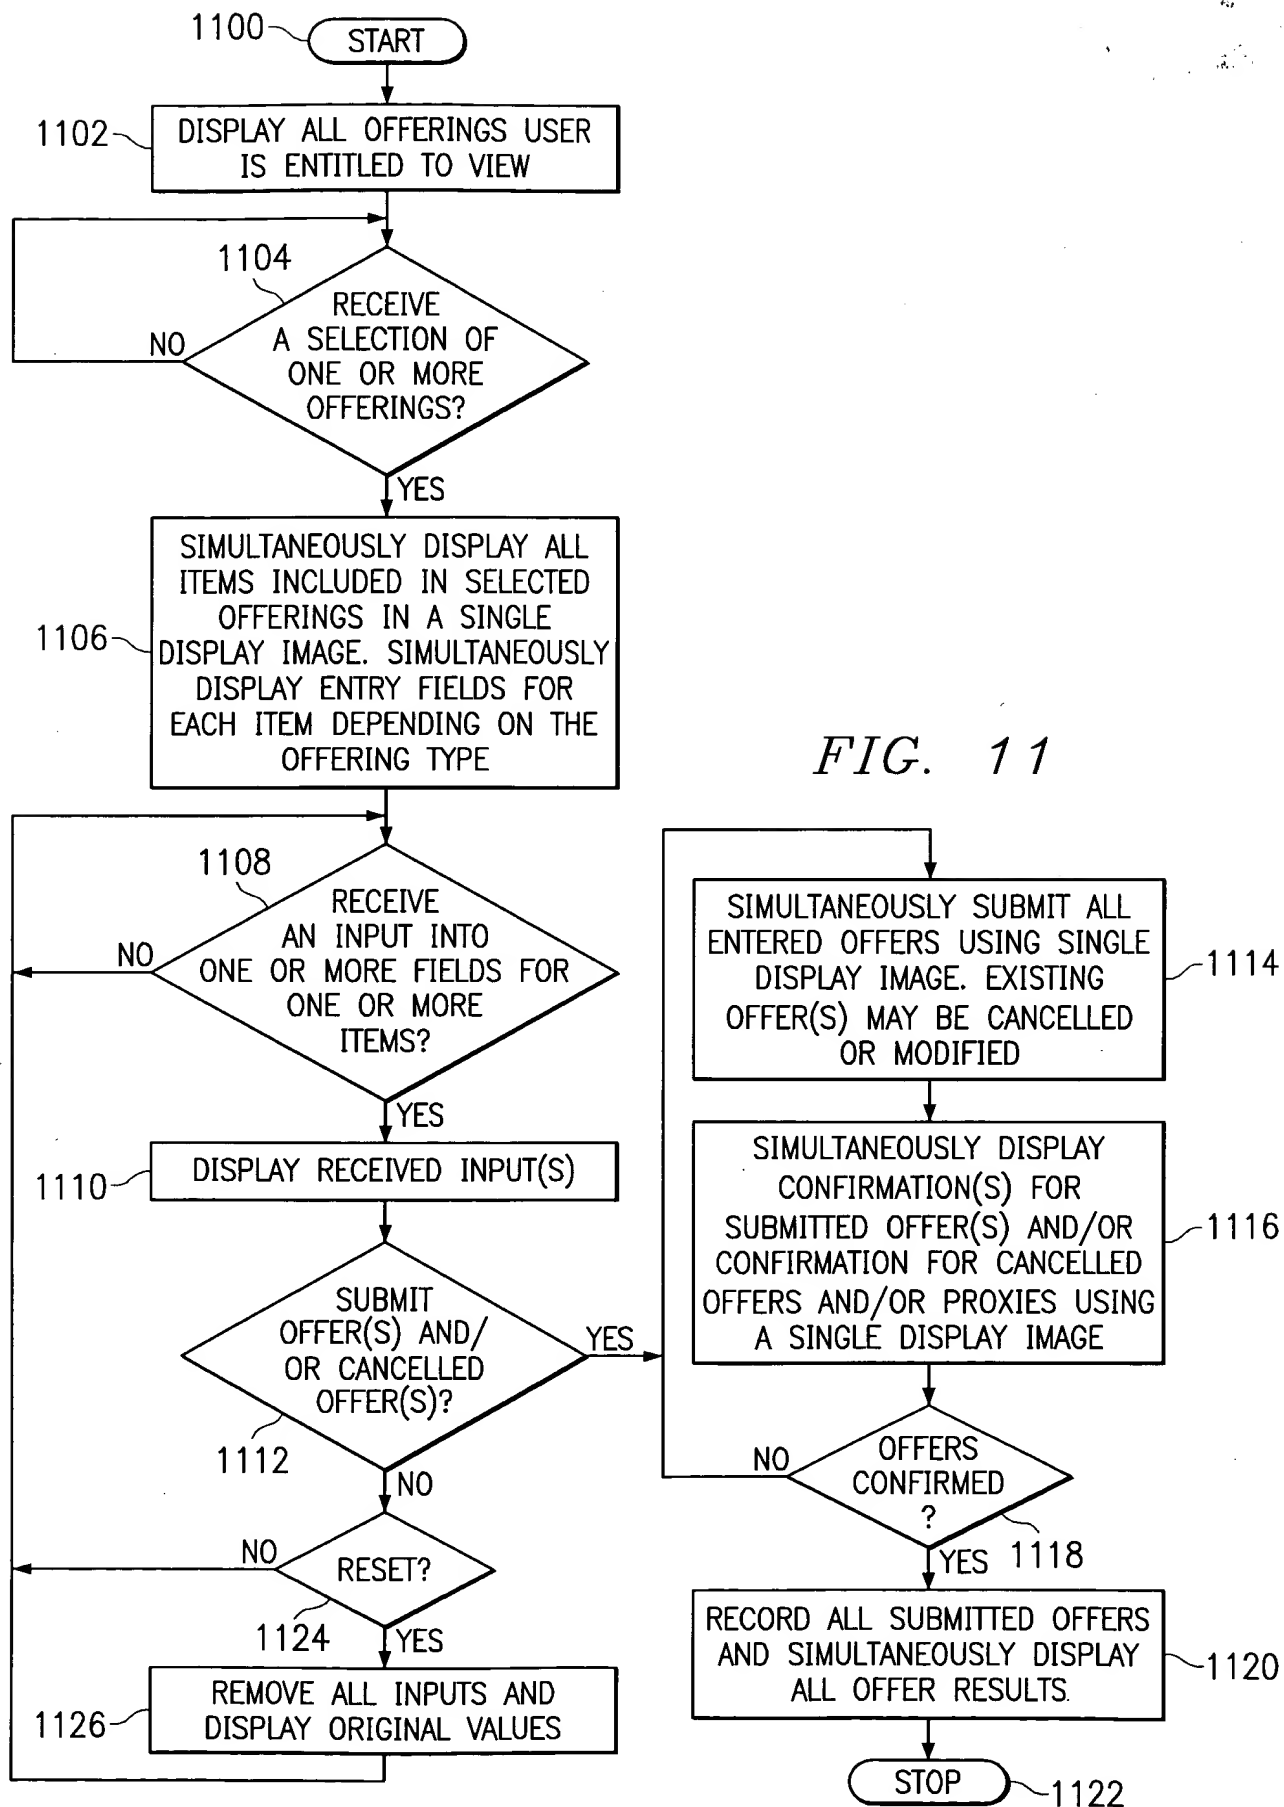 1100
START
1102
DISPLAY ALL OFFERINGS USER
IS ENTITLED TO VIEW
1104
RECEIVE
A SELECTION OF
ONE OR MORE
OFFERINGS?
NO
YES
1106
SIMULTANEOUSLY DISPLAY ALL
ITEMS INCLUDED IN SELECTED
OFFERINGS IN A SINGLE
DISPLAY IMAGE. SIMULTANEOUSLY
DISPLAY ENTRY FIELDS FOR
EACH ITEM DEPENDING ON THE
OFFERING TYPE
FIG. 11
1108
RECEIVE
AN INPUT INTO
ONE OR MORE FIELDS FOR
ONE OR MORE
ITEMS?
NO
YES
1110
DISPLAY RECEIVED INPUT(S)
SUBMIT
OFFER(S) AND/
OR CANCELLED
OFFER(S)?
YES
1112
NO
RESET?
NO
1124
YES
1126
REMOVE ALL INPUTS AND
DISPLAY ORIGINAL VALUES
SIMULTANEOUSLY SUBMIT ALL
ENTERED OFFERS USING SINGLE
DISPLAY IMAGE. EXISTING
OFFER(S) MAY BE CANCELLED
OR MODIFIED
1114
SIMULTANEOUSLY DISPLAY
CONFIRMATION(S) FOR
SUBMITTED OFFER(S) AND/OR
CONFIRMATION FOR CANCELLED
OFFERS AND/OR PROXIES USING
A SINGLE DISPLAY IMAGE
1116
OFFERS
CONFIRMED
?
NO
1118
YES
RECORD ALL SUBMITTED OFFERS
AND SIMULTANEOUSLY DISPLAY
ALL OFFER RESULTS.
1120
STOP
1122